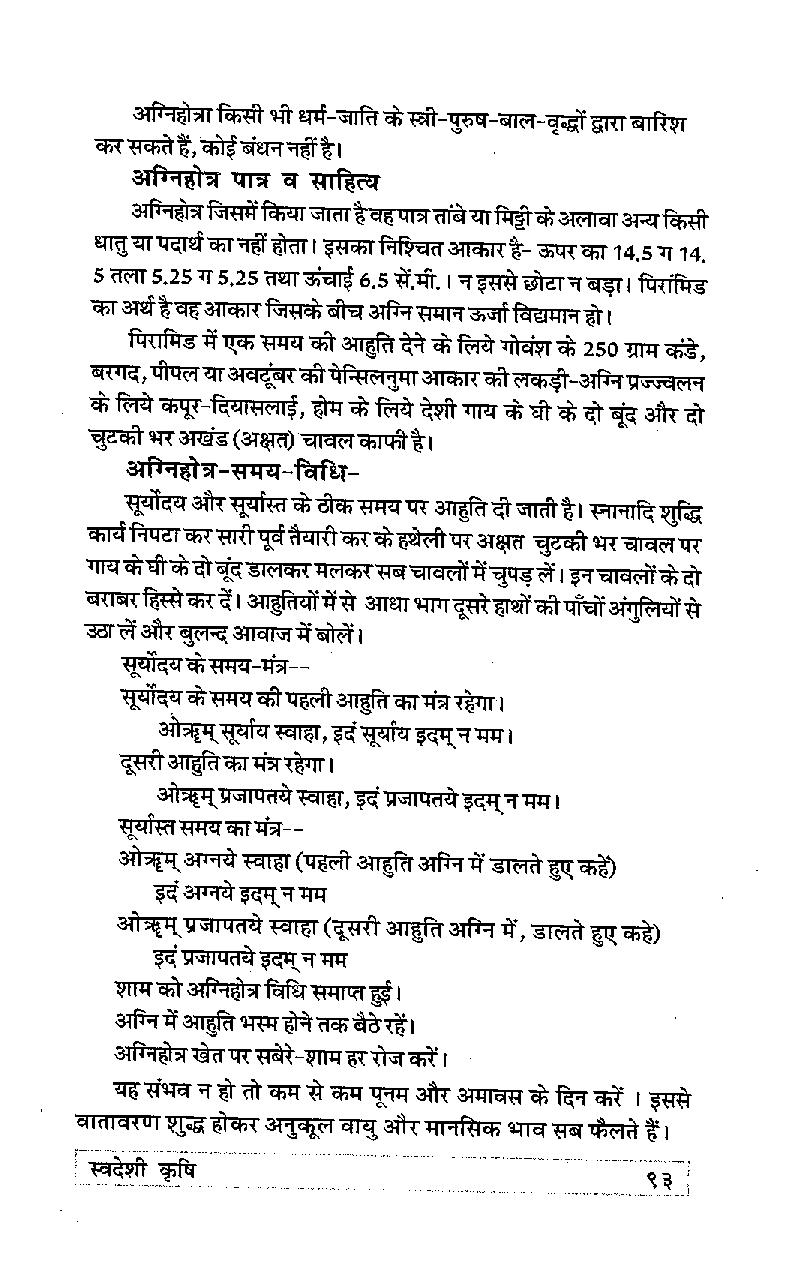 अग्निहोत्रा किसी भी धर्म-जाति के स्त्री-पुरुष-बाल-वृद्धों द्वारा बारिश
कर सकते हैं, कोई बंधन नहीं है।
अग्निहोत्र पात्र व साहित्य
अग्निहोत्र जिसमें किया जाता है वह पात्र तांबे या मिट्टी के अलावा अन्य किसी
धातु या पदार्थ का नहीं होता। इसका निश्चित आकार है- ऊपर का 14.5 ग 14.
5 तला 5.25 ग 5.25 तथा ऊंचाई 6.5 सें.मी.। न इससे छोटा न बड़ा। पिरांमिड
का अर्थ है वह आकार जिसके बीच अग्नि समान ऊर्जा विद्यमान हो।
पिरामिड में एक समय की आहुति देने के लिये गोवंश के 250 ग्राम कंडे,
बरगद, पीपल या अवटूंबर की पेन्सिलनुमा आकार की लकड़ी-अग्नि प्रज्ज्वलन
के लिये कपूर-दियासलाई, होम के लिये देशी गाय के घी के दो बूंद और दो
चुटकी भर अखंड (अक्षत) चावल काफी है।
अग्निहोत्र-समय-विधि-
सूर्योदय और सूर्यास्त के ठीक समय पर आहुति दी जाती है। स्नानादि शुद्धि
कार्य निपटा कर सारी पूर्व तैयारी कर के हथेली पर अक्षत चुटकी भर चावल पर
गाय के घी के दो बूंद डालकर मलकर सब चावलों में चुपड़ लें। इन चावलों के दो
बराबर हिस्से कर दें। आहुतियों में से आधा भाग दूसरे हाथों की पाँचों अंगुलियों से
उठा लें और बुलन्द आवाज में बोलें।
सूर्योदय के समय-मंत्र--
सूर्योदय के समय की पहली आहुति का मंत्र रहेगा।
ओऋृम् सूर्याय स्वाहा, इदं सूर्याय इदम् न मम।
दूसरी आहुति का मंत्र रहेगा।
ओऋृम् प्रजापतये स्वाहा, इदं प्रजापतये इदम् न मम।
सूर्यास्त समय का मंत्र--
ओऋृम् अग्नये स्वाहा (पहली आहुति अग्नि में डालते हुए कहें)
इदं अग्नये इदम् न मम
ओऋृम् प्रजापतये स्वाहा (दूसरी आहुति अग्नि में, डालते हुए कहे)
इदं प्रजापतये इदम् न मम
शाम को अग्निहोत्र विधि समाप्त हुई।
अग्नि में आहुति भस्म होने तक बैठे रहें।
अग्निहोत्र खेत पर सबेरे-शाम हर रोज करें।
यह संभव न हो तो कम से कम पूनम और अमावस के दिन करें । इससे
वातावरण शुद्ध होकर अनुकूल वायु और मानसिक भाव सब फैलते हैं।
स्वदेशी कृषि
९३